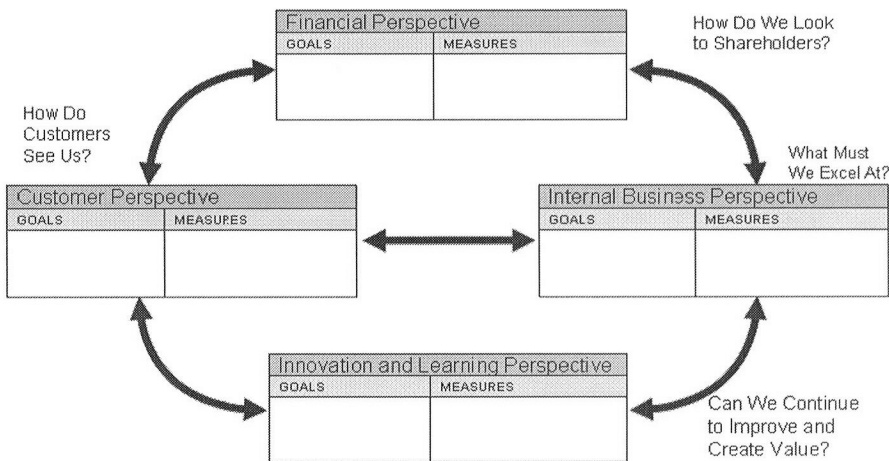 Financial Perspective
GOALS MEASURES
How Do We Look
to Shareholders?
How Do
Customers
See Us?
What Must
We Excel At?
Customer Perspective
GOALS MEASURES
Internal Business Perspective
GOALS MEASURES
Innovation and Learning Perspective
GOALS MEASURES
Can We Continue
to Improve and
Create Value?